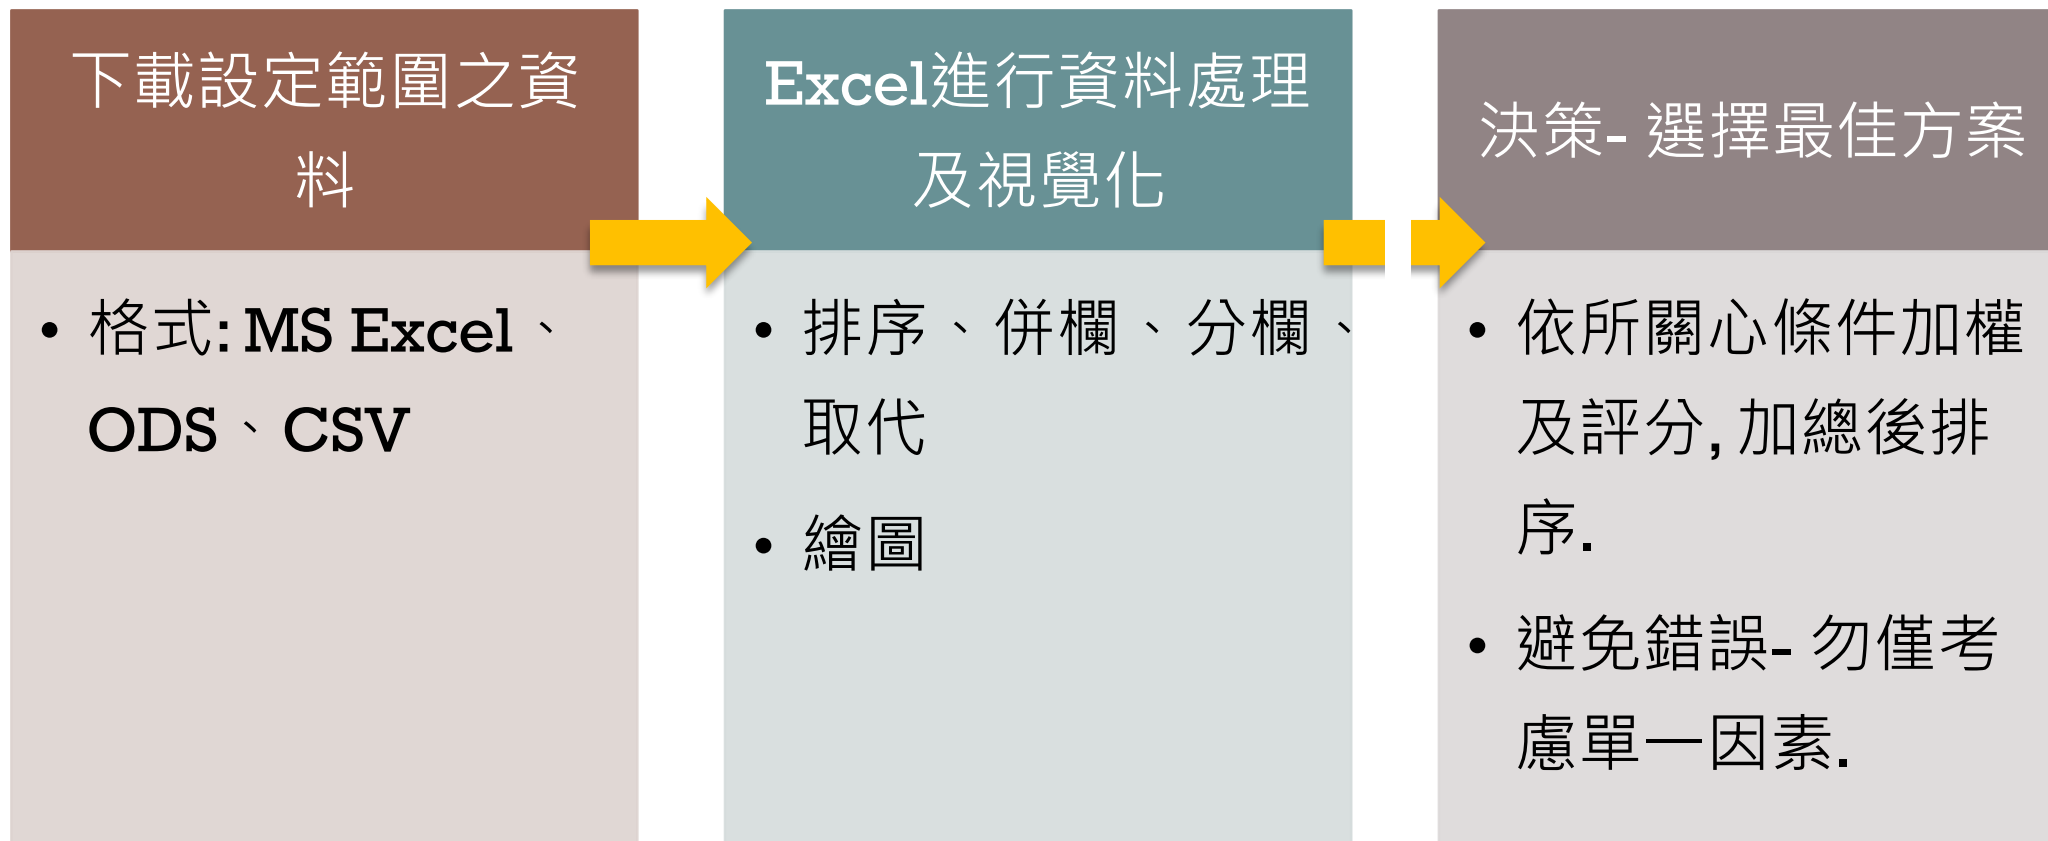 下載設定範圍之資
料
• 格式: MS Excel、
ODS、CSV
Excel進行資料處理
及視覺化
• 排序、併欄、分欄、
取代
• 繪圖
決策- 選擇最佳方案
• 依所關心條件加權
及評分, 加總後排
序.
• 避免錯誤- 勿僅考
慮單一因素.